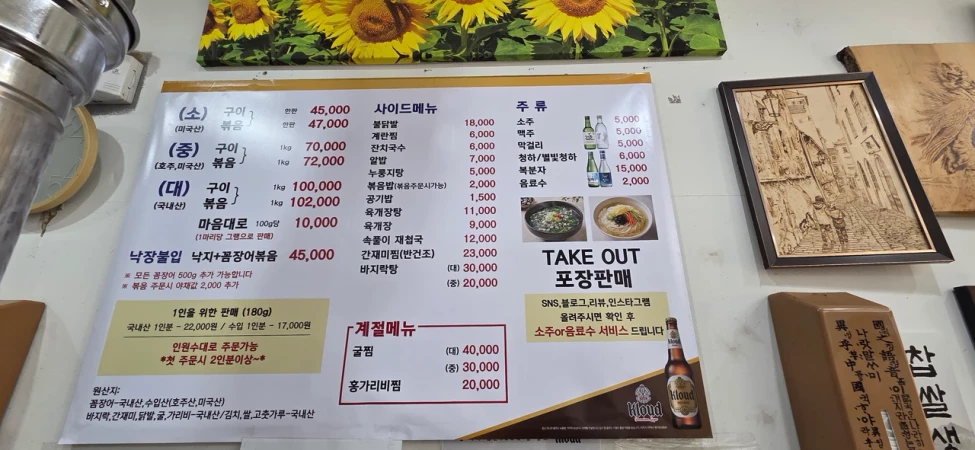 (소) 구이 한판 45,000
(미국산) 볶음 한판 47,000
(중) 구이 1kg 70,000
(호주,미국산) 볶음 1kg 72,000
(대) 구이 1kg 100,000
(국내산) 볶음 1kg 102,000
마음대로 100g당 10,000
(1마리당 그램으로 판매)
낙장불입 낙지+꼼장어볶음 45,000
※ 모든 꼼장어 500g 추가 가능합니다
※ 볶음 주문시 야채값 2,000 추가
1인을 위한 판매 (180g)
국내산 1인분 - 22,000원 / 수입 1인분 - 17,000원
인원수대로 주문가능
*첫 주문시 2인분이상~*
원산지:
꼼장어-국내산,수입산(호주산,미국산)
바지락,간재미,닭발,굴,가리비-국내산/김치,쌀,고춧가루-국내산
사이드메뉴
불닭발 18,000
계란찜 6,000
잔치국수 6,000
알밥 7,000
누룽지탕 5,000
볶음밥(볶음주문시가능) 2,000
공기밥 1,500
육개장탕 11,000
육개장 9,000
속풀이 재첩국 12,000
간재미찜(반건조) 23,000
바지락탕 (대) 30,000
(중) 20,000
계절메뉴
굴찜 (대) 40,000
(중) 30,000
홍가리비찜 20,000
주 류
소주 5,000
맥주 5,000
막걸리 5,000
청하/별빛청하 6,000
복분자 15,000
음료수 2,000
TAKE OUT
포장판매
SNS,블로그,리뷰,인스타그램
올려주시면 확인 후
소주or음료수 서비스 드립니다
Kloud
Kloud
찹쌀생